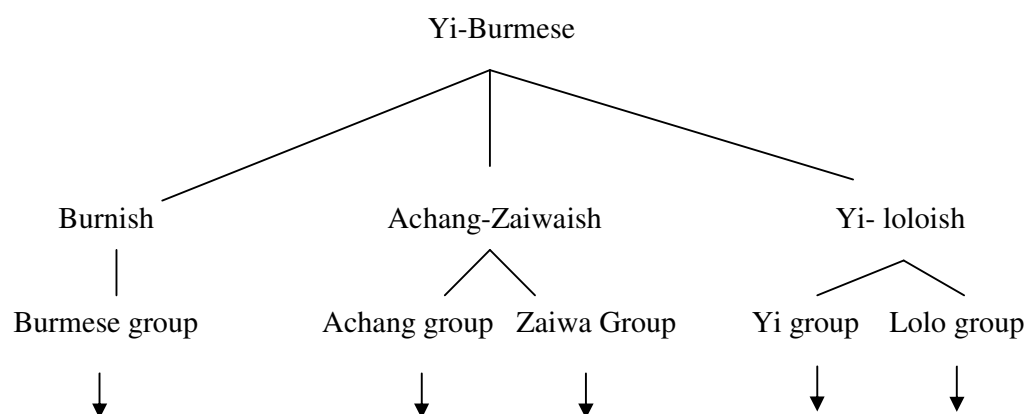 Yi-Burmese
Burnish Achang-Zaiwaish Yi- loloish
Burmese group Achang group Zaiwa Group Yi group Lolo group